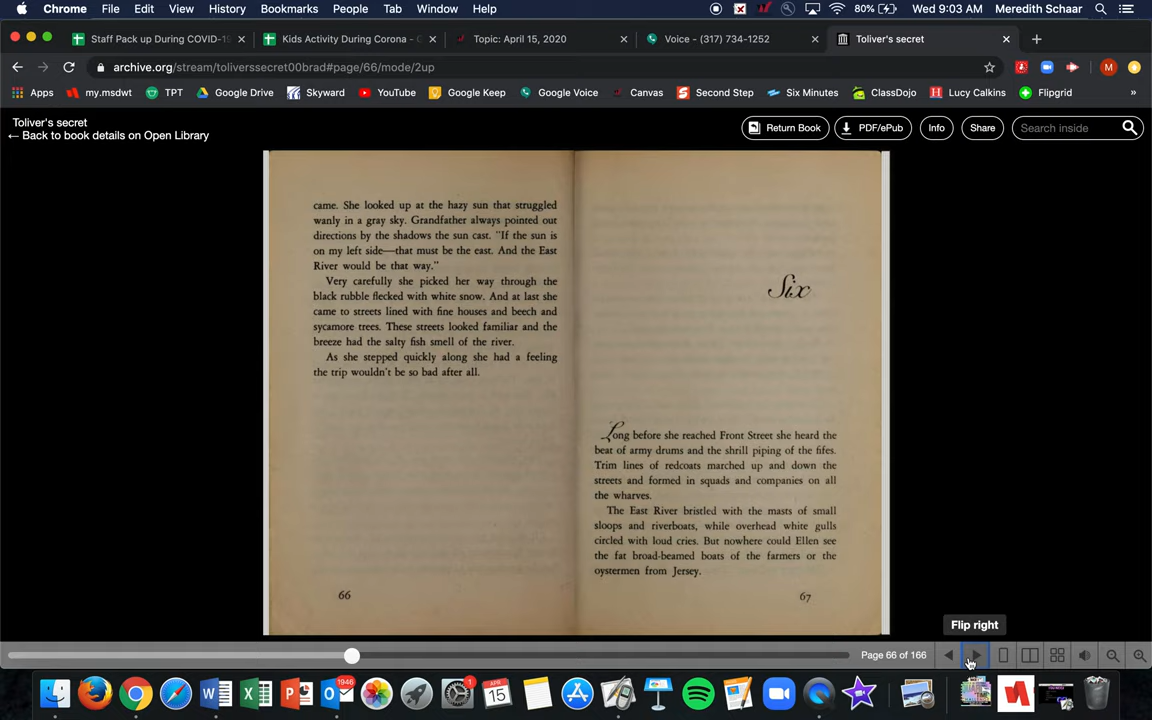 Chrome File Edit View History Bookmarks People Tab Window Help 80% Wed 9:03 AM Meredith Schaar
Staff Pack up During COVID-19 Kids Activity During Corona - G Topic: April 15, 2020 Voice - (317) 734-1252 Toliver's secret
archive.org/stream/toliverssecret00brad#page/66/mode/2up
Apps my.msdwt TPT Google Drive Skyward YouTube Google Keep Google Voice Canvas Second Step Six Minutes ClassDojo Lucy Calkins Flipgrid »
Toliver's secret
← Back to book details on Open Library
Return Book PDF/ePub Info Share Search inside
came. She looked up at the hazy sun that struggled
wanly in a gray sky. Grandfather always pointed out
directions by the shadows the sun cast. "If the sun is
on my left side—that must be the east. And the East
River would be that way."
Very carefully she picked her way through the
black rubble flecked with white snow. And at last she
came to streets lined with fine houses and beech and
sycamore trees. These streets looked familiar and the
breeze had the salty fish smell of the river.
As she stepped quickly along she had a feeling
the trip wouldn't be so bad after all.
66
Six
Long before she reached Front Street she heard the
beat of army drums and the shrill piping of the fifes.
Trim lines of redcoats marched up and down the
streets and formed in squads and companies on all
the wharves.
The East River bristled with the masts of small
sloops and riverboats, while overhead white gulls
circled with loud cries. But nowhere could Ellen see
the fat broad-beamed boats of the farmers or the
oystermen from Jersey.
67
Flip right
Page 66 of 166
1946
1
APR
15